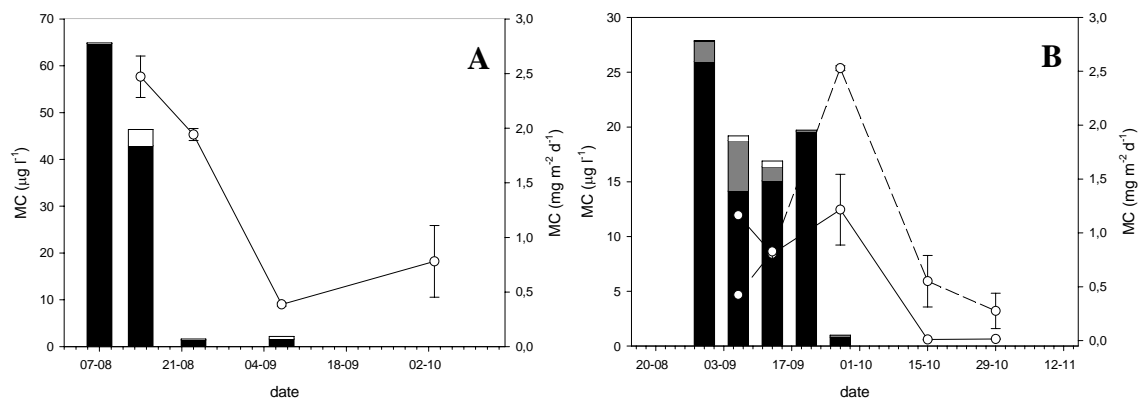 A
MC (µg l-1)
70
60
50
40
30
20
10
0
3,0
2,5
2,0
1,5
1,0
0,5
0,0
MC (mg m-2 d-1)
07-08 21-08 04-09 18-09 02-10
date
B
MC (µg l-1)
30
25
20
15
10
5
0
3,0
2,5
2,0
1,5
1,0
0,5
0,0
MC (mg m-2 d-1)
20-08 03-09 17-09 01-10 15-10 29-10 12-11
date